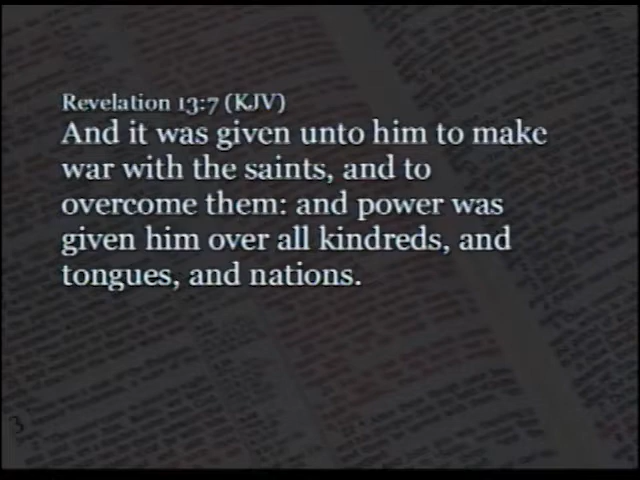 Revelation 13:7 (KJV)
And it was given unto him to make
war with the saints, and to
overcome them: and power was
given him over all kindreds, and
tongues, and nations.